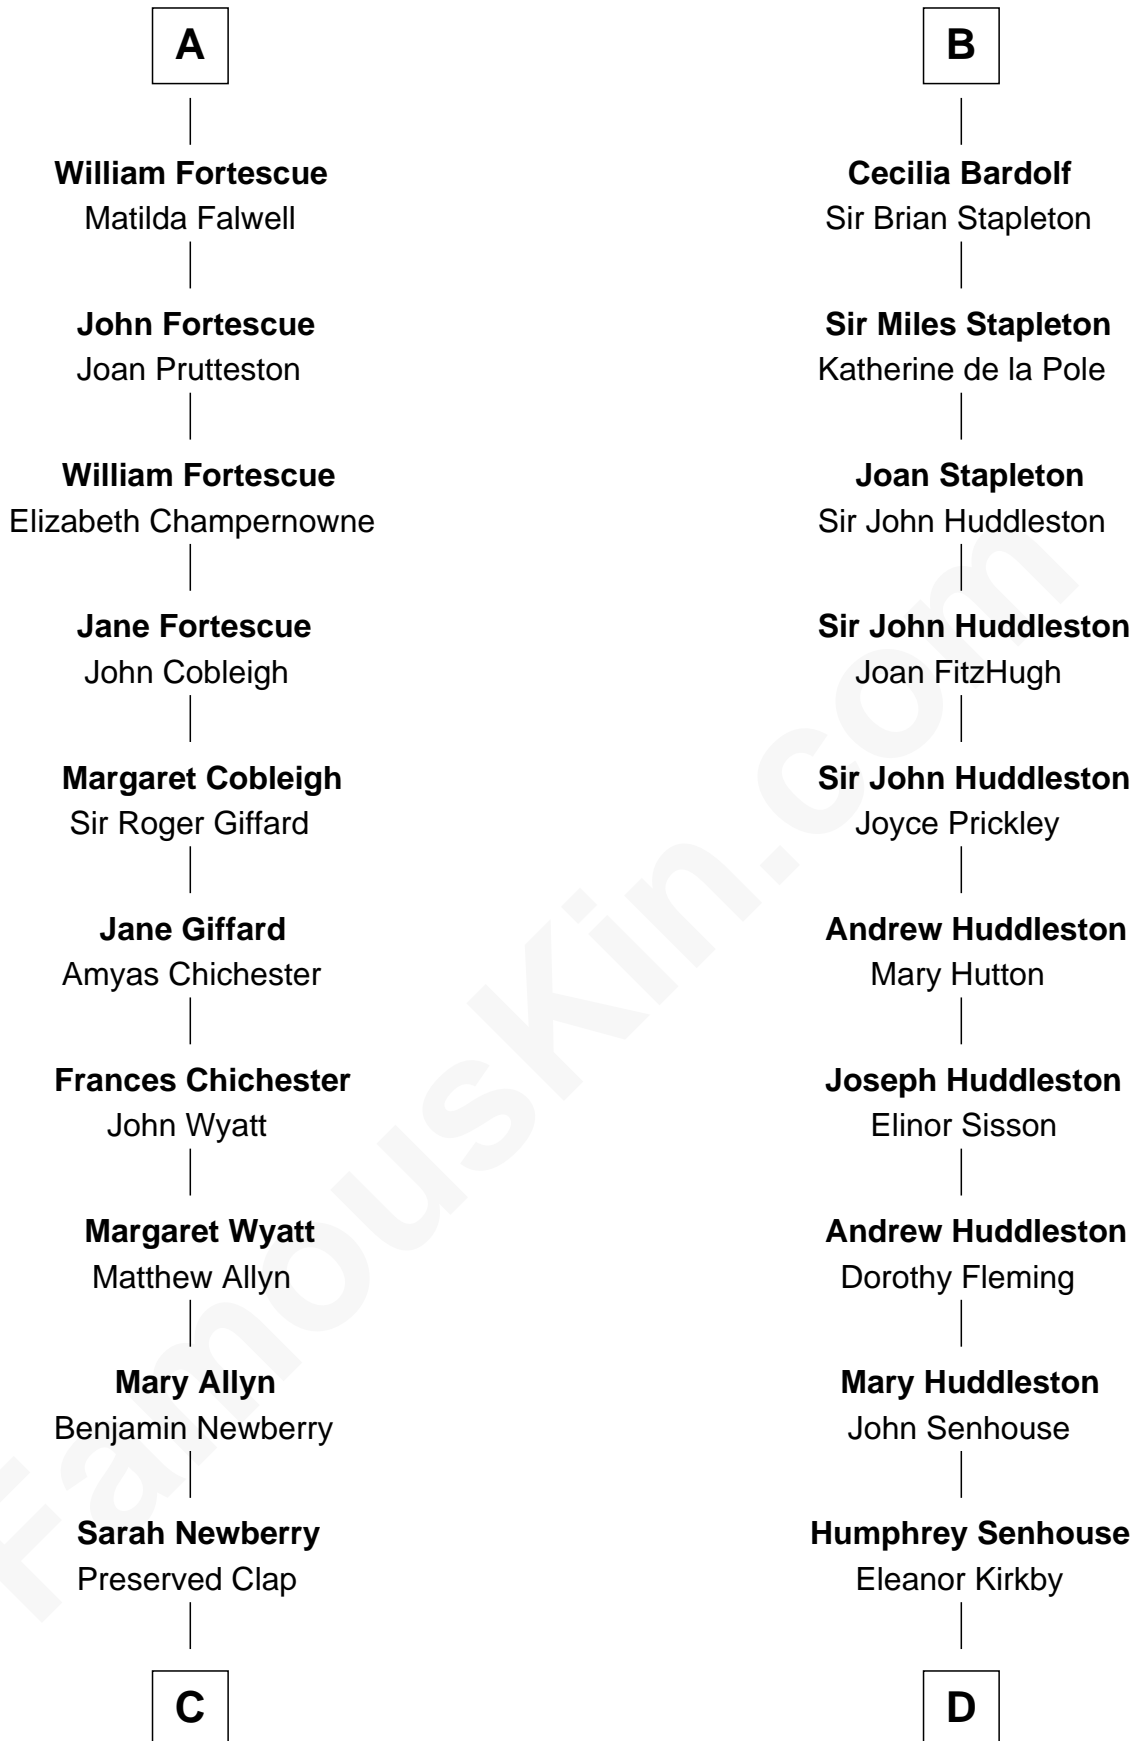 A
William Fortescue
Matilda Falwell
John Fortescue
Joan Prutteston
William Fortescue
Elizabeth Champernowne
Jane Fortescue
John Cobleigh
Margaret Cobleigh
Sir Roger Giffard
Jane Giffard
Amyas Chichester
Frances Chichester
John Wyatt
Margaret Wyatt
Matthew Allyn
Mary Allyn
Benjamin Newberry
Sarah Newberry
Preserved Clap
C
B
Cecilia Bardolf
Sir Brian Stapleton
Sir Miles Stapleton
Katherine de la Pole
Joan Stapleton
Sir John Huddleston
Sir John Huddleston
Joan FitzHugh
Sir John Huddleston
Joyce Prickley
Andrew Huddleston
Mary Hutton
Joseph Huddleston
Elinor Sisson
Andrew Huddleston
Dorothy Fleming
Mary Huddleston
John Senhouse
Humphrey Senhouse
Eleanor Kirkby
D
FamousKin.com